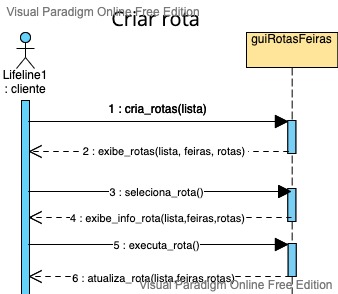 Visual Paradigm Online Free Edition
Criar rota
guiRotasFeiras
Lifeline1
: cliente
1 : cria_rotas(lista)
2 : exibe_rotas(lista, feiras, rotas)
3 : seleciona_rota()
4 : exibe_info_rota(lista,feiras,rotas)
5 : executa_rota()
6 : atualiza_rota(lista,feiras,rotas)
Visual Paradigm Online Free Edition